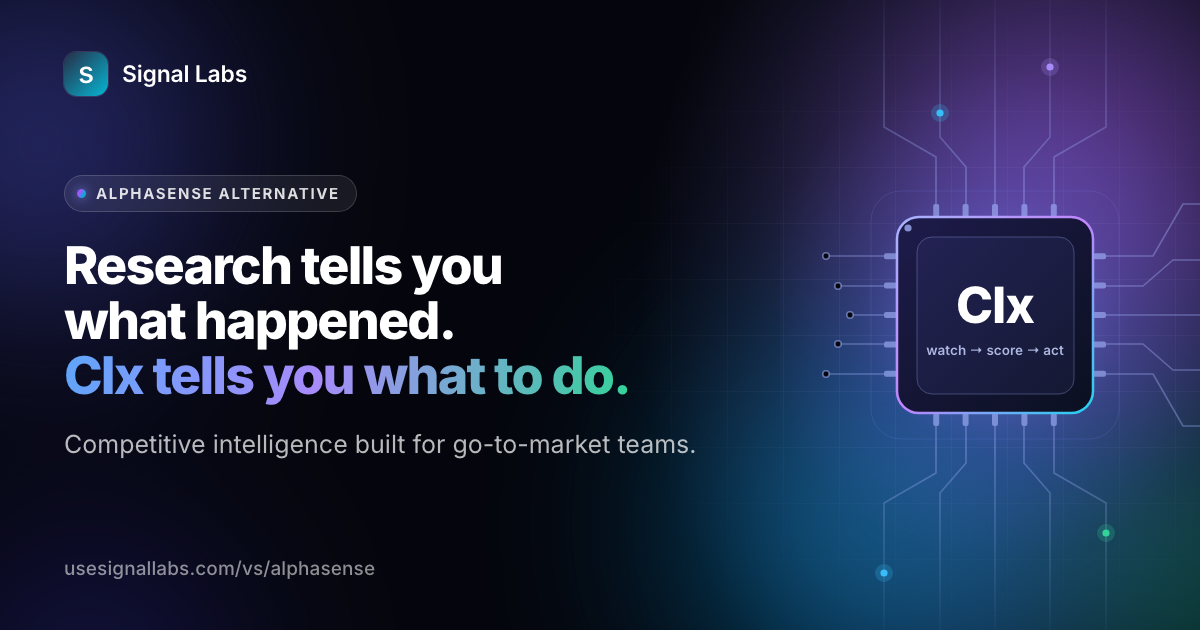 S
Signal Labs
ALPHASENSE ALTERNATIVE
Research tells you
what happened.
CIx tells you what to do.
Competitive intelligence built for go-to-market teams.
usesignallabs.com/vs/alphasense
CIx
watch → score → act